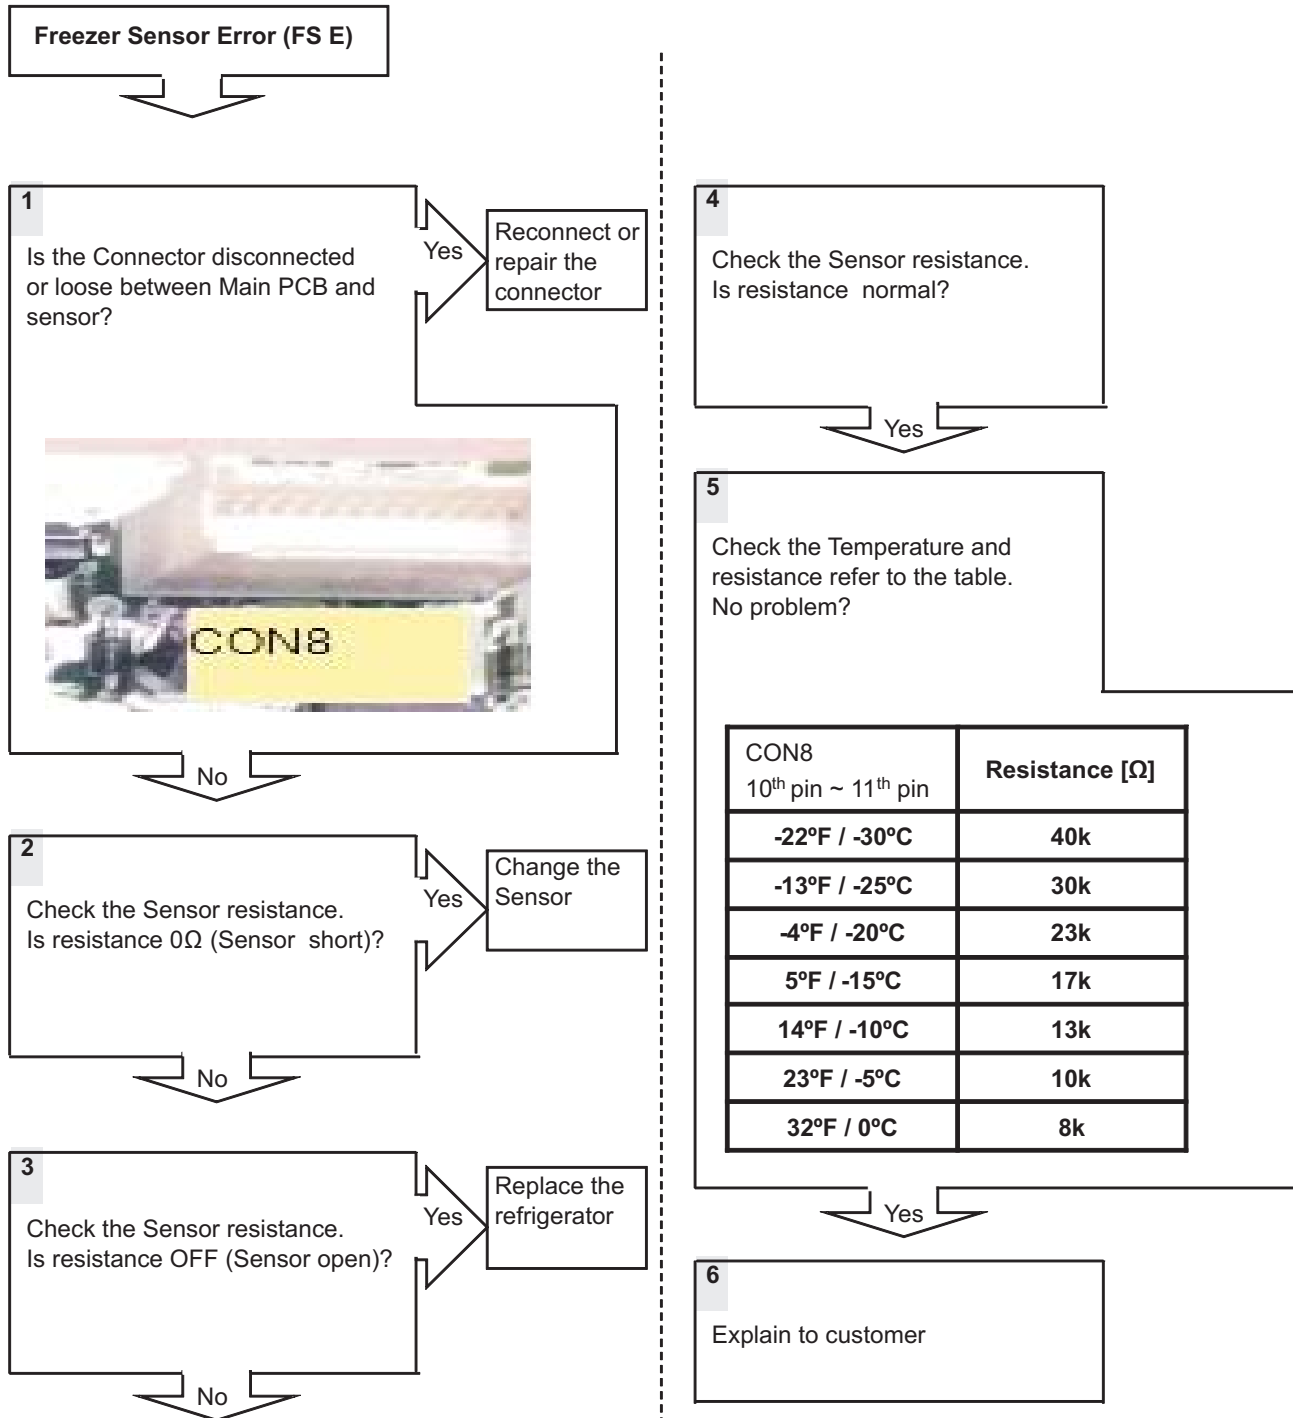 Freezer Sensor Error (FS E)
1
Is the Connector disconnected
or loose between Main PCB and
sensor?
Yes
Reconnect or
repair the
connector
CON8
No
2
Check the Sensor resistance.
Is resistance 0Ω (Sensor short)?
Yes
Change the
Sensor
No
3
Check the Sensor resistance.
Is resistance OFF (Sensor open)?
Yes
Replace the
refrigerator
No
4
Check the Sensor resistance.
Is resistance normal?
Yes
5
Check the Temperature and
resistance refer to the table.
No problem?
CON8
10th pin ~ 11th pin
Resistance [Ω]
-22ºF / -30ºC 40k
-13ºF / -25ºC 30k
-4ºF / -20ºC 23k
5ºF / -15ºC 17k
14ºF / -10ºC 13k
23ºF / -5ºC 10k
32ºF / 0ºC 8k
Yes
6
Explain to customer